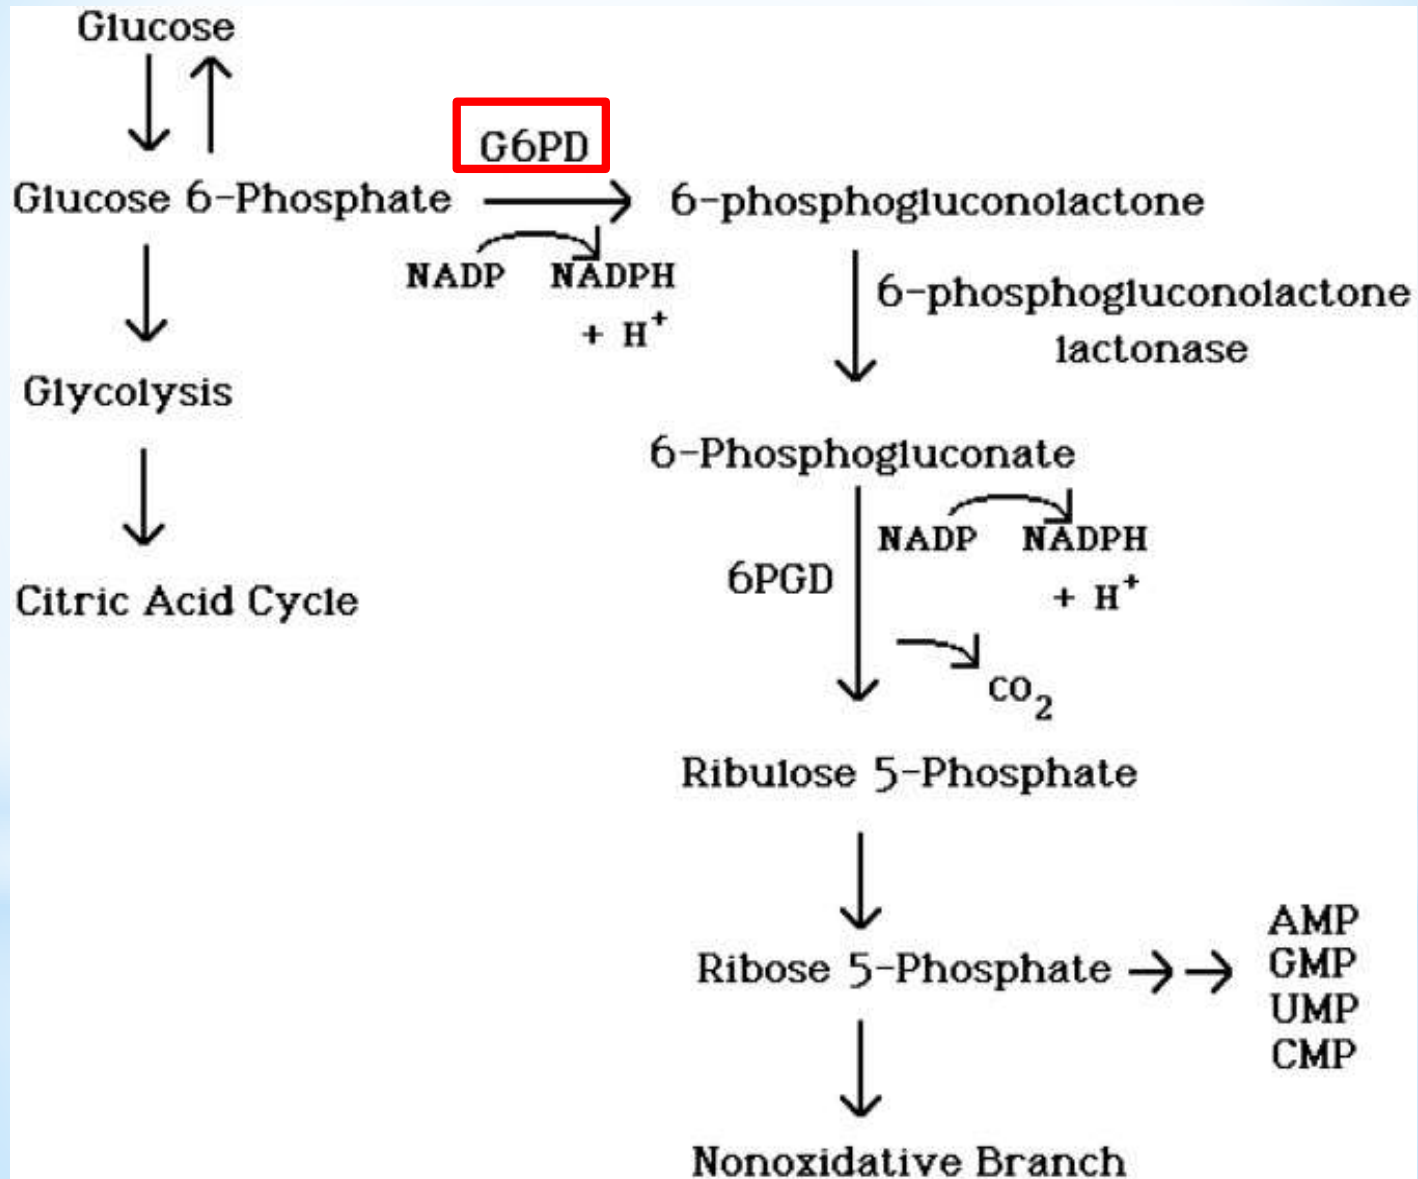 Glucose
G6PD
Glucose 6-Phosphate
6-phosphogluconolactone
NADP NADPH
+ H⁺
6-phosphogluconolactone
lactonase
Glycolysis
6-Phosphogluconate
NADP NADPH
+ H⁺
6PGD
Citric Acid Cycle
CO₂
Ribulose 5-Phosphate
Ribose 5-Phosphate
AMP
GMP
UMP
CMP
Nonoxidative Branch